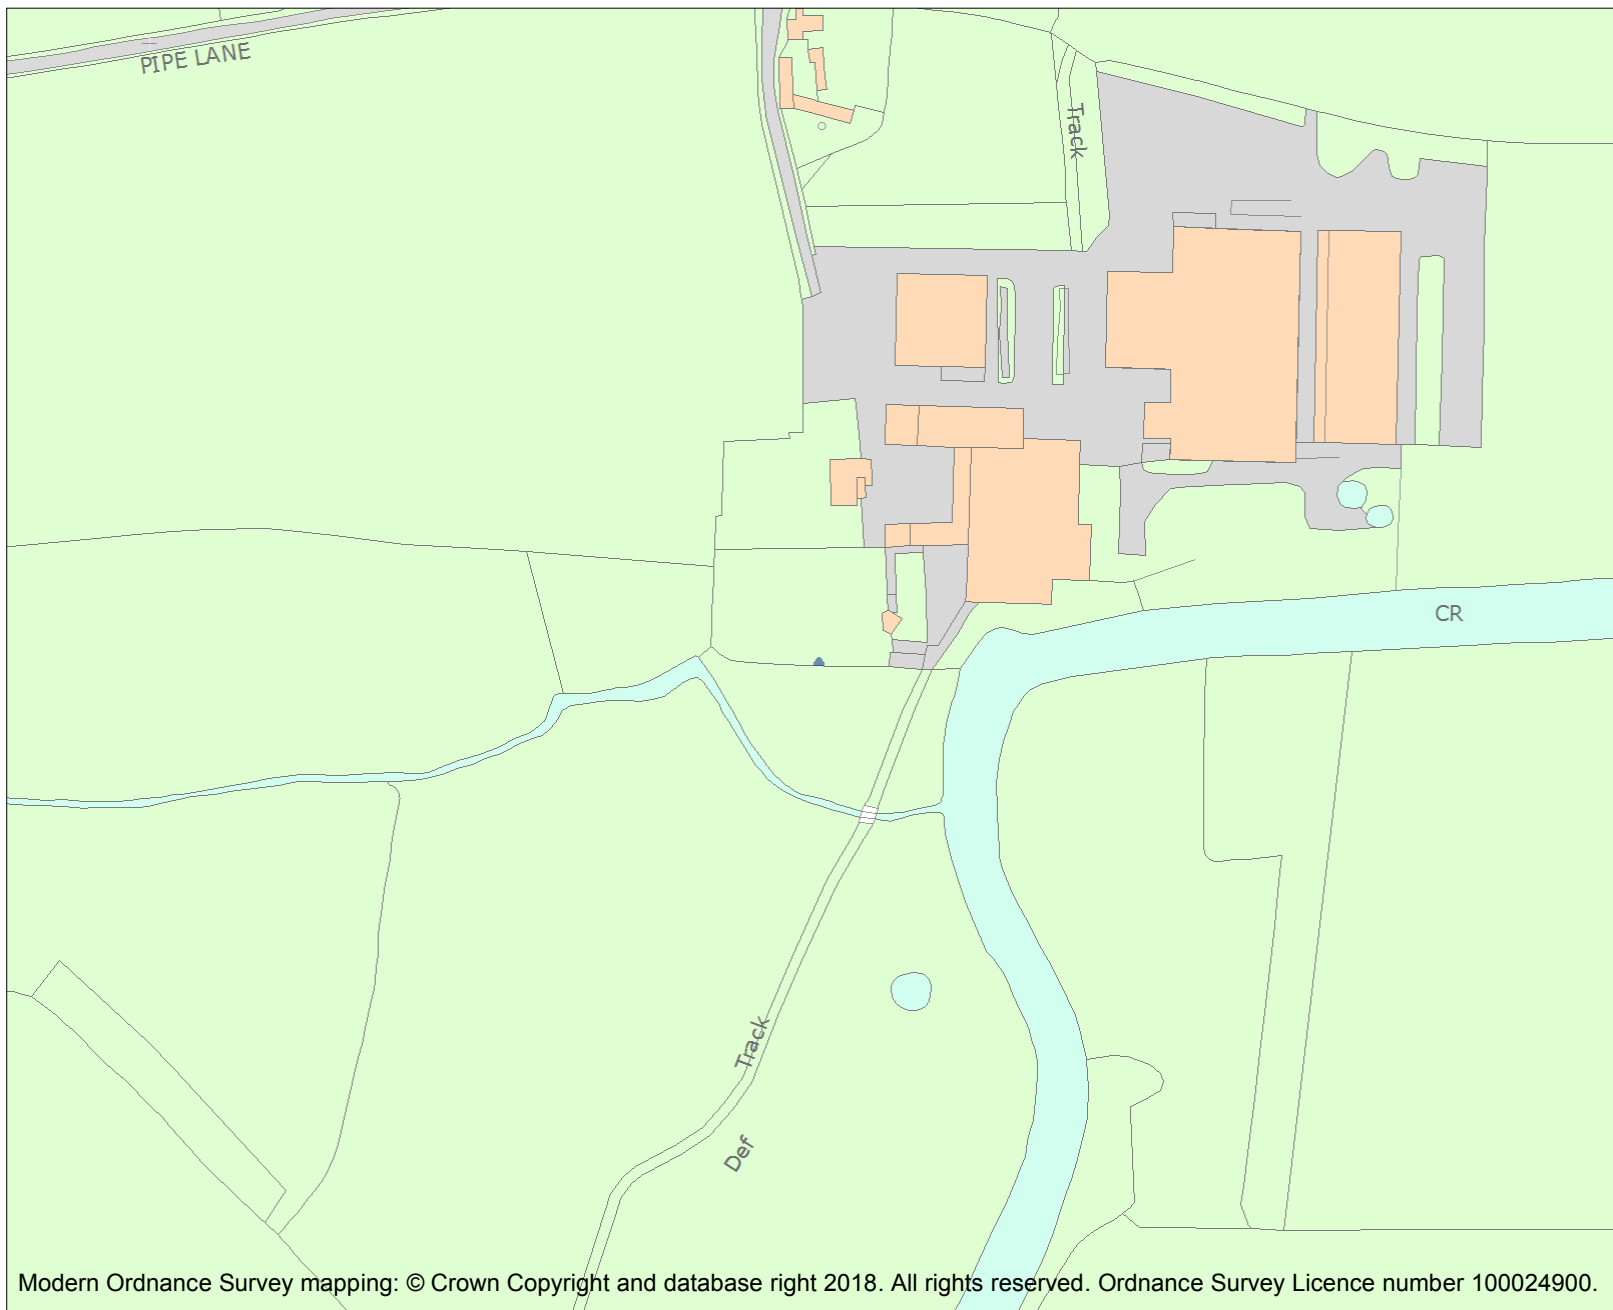 PIPE LANE
Track
CR
Track
Def
Modern Ordnance Survey mapping: © Crown Copyright and database right 2018. All rights reserved. Ordnance Survey Licence number 100024900.